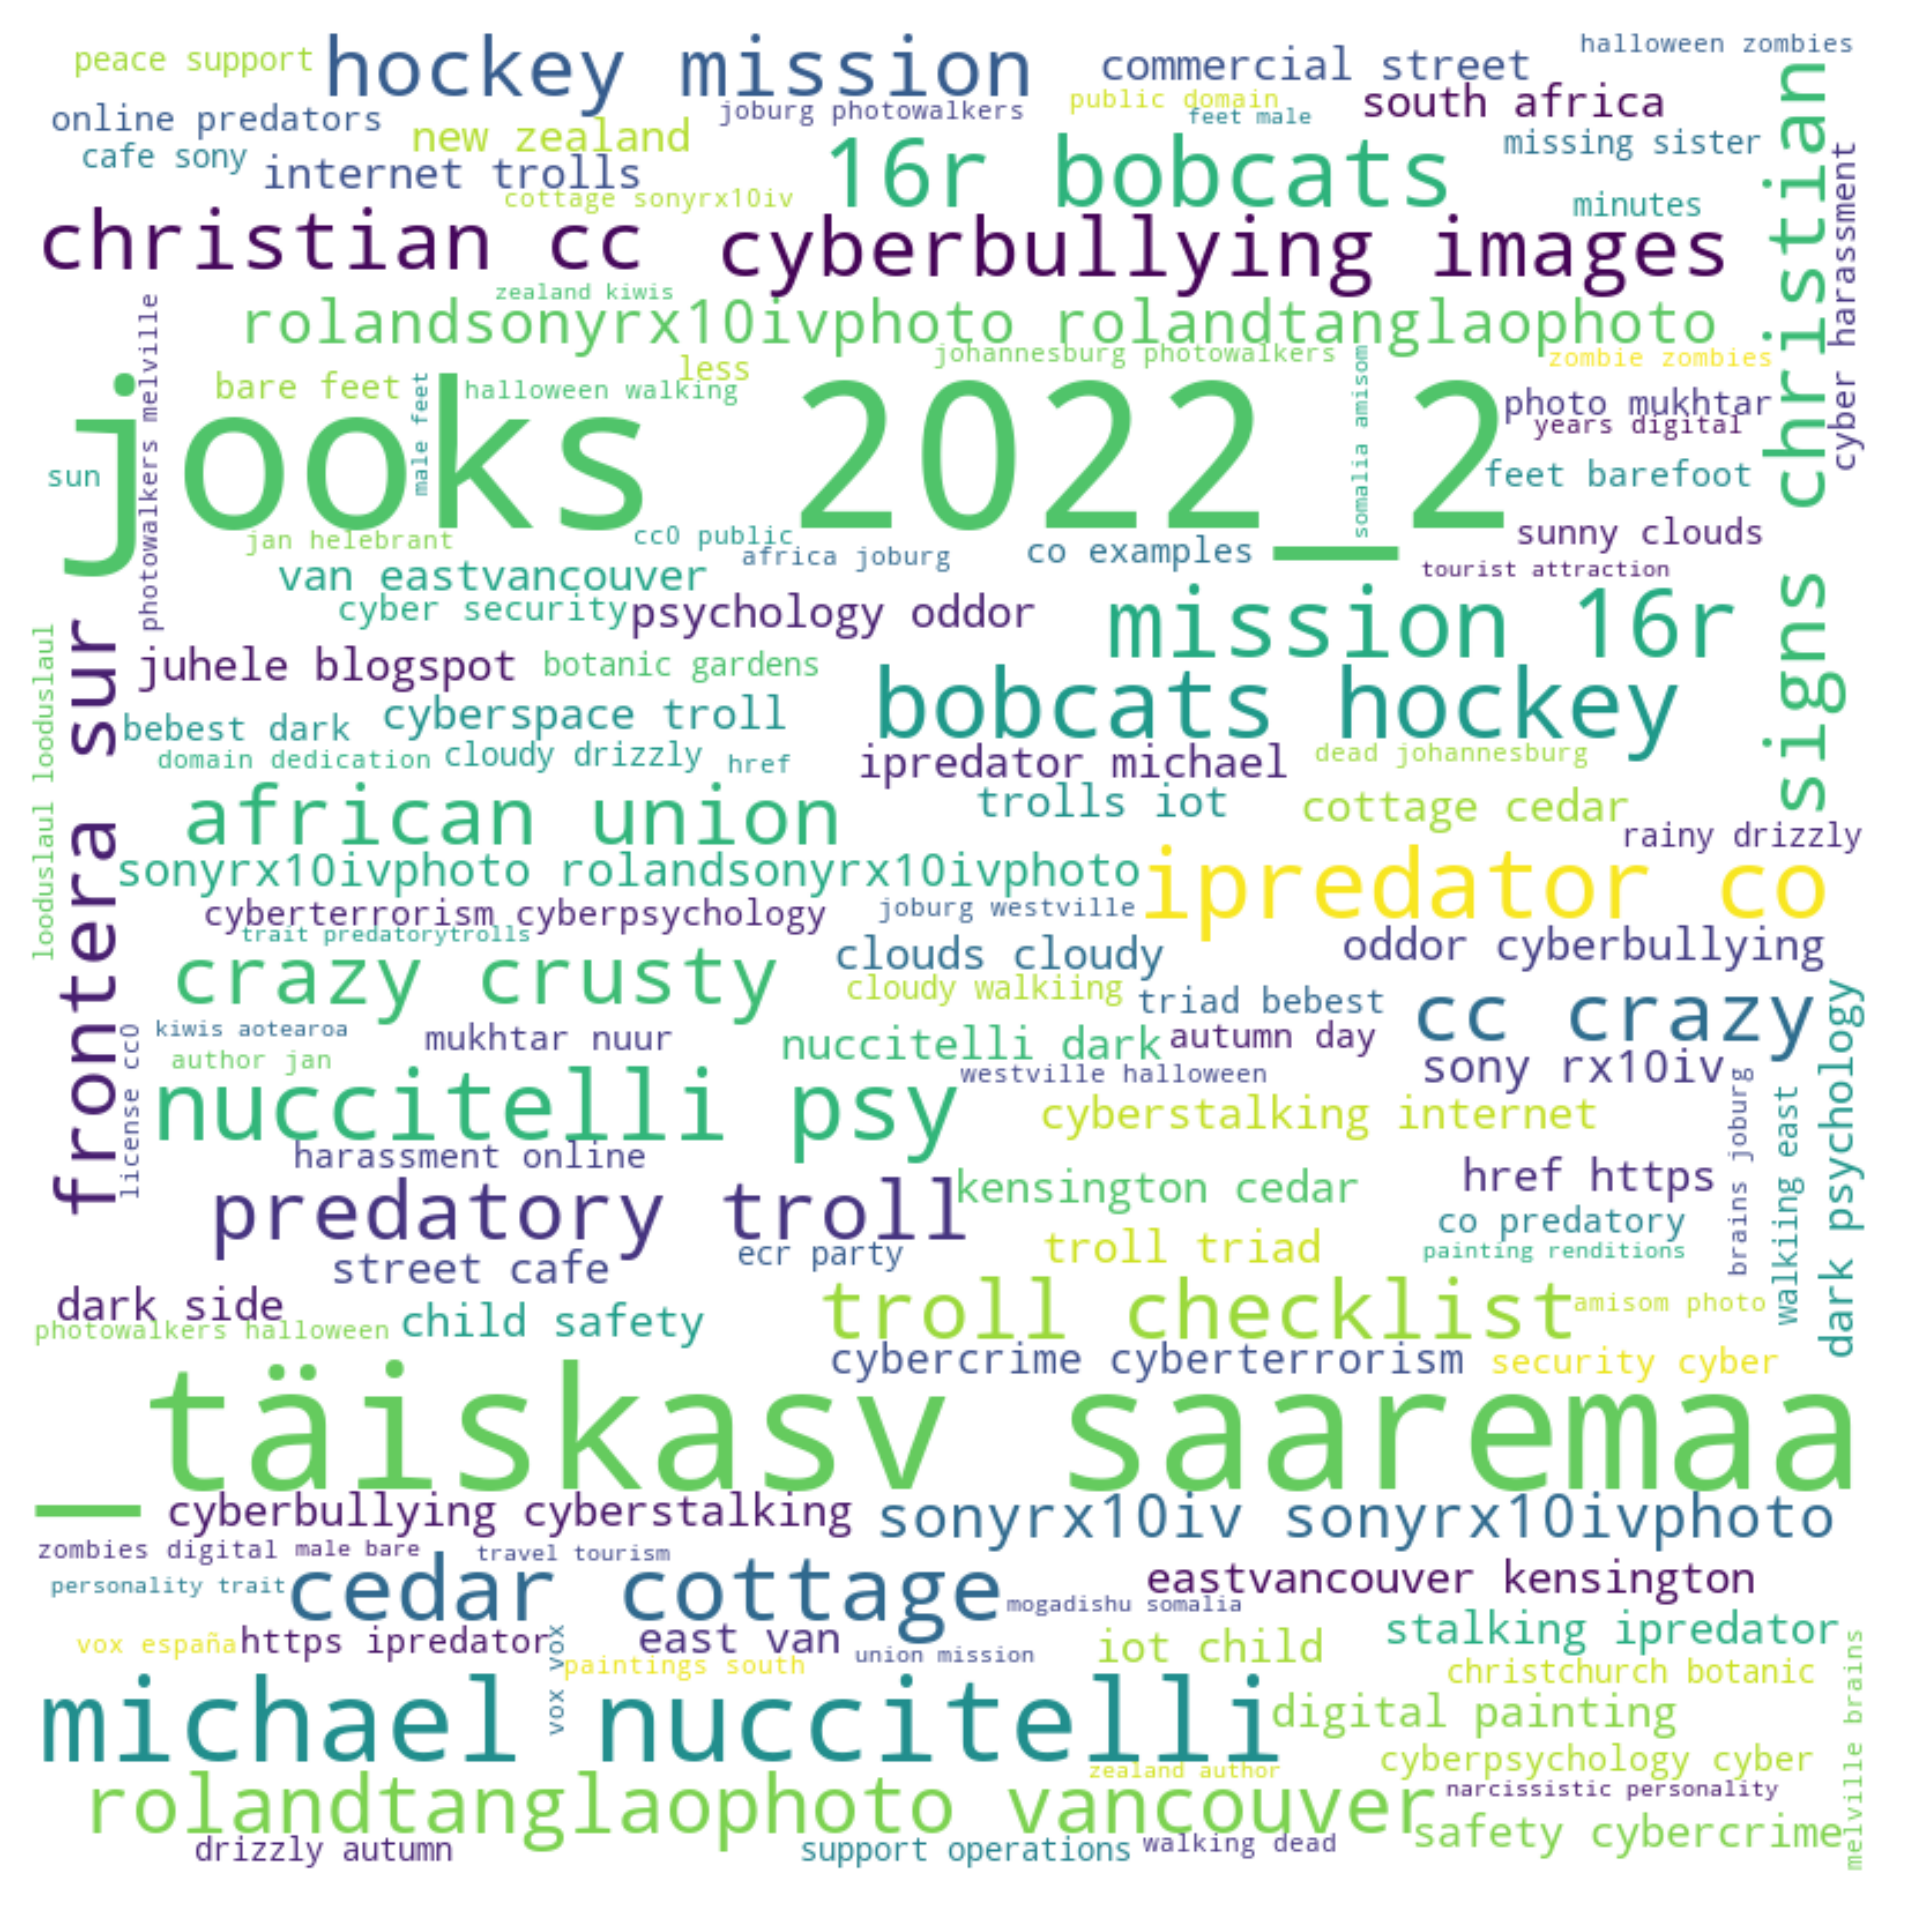 peace support
hockey mission
commercial street
halloween zombies
online predators
joburg photowalkers
public domain
feet male
south africa
cafe sony
new zealand
internet trolls
16r bobcats
missing sister
cottage sonyrx10iv
minutes
christian cc
cyberbullying images
signs christian
cyber harassment
zealand kiwis
rolandsonyrx10ivphoto rolandtanglaophoto
photowalkers melville
bare feet
male feet
halloween walking
less
johannesburg photowalkers
somalia amisom
zombie zombies
jooks 2022_2
photo mukhtar
years digital
sun
feet barefoot
jan helebrant
cc0 public
africa joburg
co examples
sunny clouds
tourist attraction
van eastvancouver
cyber security
psychology oddor
mission 16r
looduslaul looduslaul
frontera sur
juhele blogspot
botanic gardens
bobcats hockey
bebest dark
cyberspace troll
domain dedication
cloudy drizzly
href
ipredator michael
dead johannesburg
african union
trolls iot
cottage cedar
rainy drizzly
sonyrx10ivphoto rolandsonyrx10ivphoto
ipredator co
cyberterrorism cyberpsychology
joburg westville
trait predatorytrolls
crazy crusty
clouds cloudy
oddor cyberbullying
cloudy walkiing
triad bebest
cc crazy
license cc0
kiwis aotearoa
author jan
mukhtar nuur
nuccitelli dark
autumn day
sony rx10iv
dark psychology
nuccitelli psy
westville halloween
cyberstalking internet
brains joburg
walkiing east
harassment online
predatory troll
kensington cedar
href https
co predatory
street cafe
ecr party
troll triad
painting renditions
dark side
photowalkers halloween
child safety
troll checklist
amisom photo
cybercrime cyberterrorism
security cyber
_täiskasv saaremaa
cyberbullying cyberstalking
sonyrx10iv sonyrx10ivphoto
zombies digital
male bare
travel tourism
personality trait
cedar cottage
mogadishu somalia
eastvancouver kensington
vox españa
https ipredator
vox vox
east van
union mission
iot child
stalking ipredator
paintings south
christchurch botanic
melville brains
michael nuccitelli
digital painting
zealand author
cyberpsychology cyber
rolandtanglaophoto vancouver
narcissistic personality
drizzly autumn
support operations
walking dead
safety cybercrime